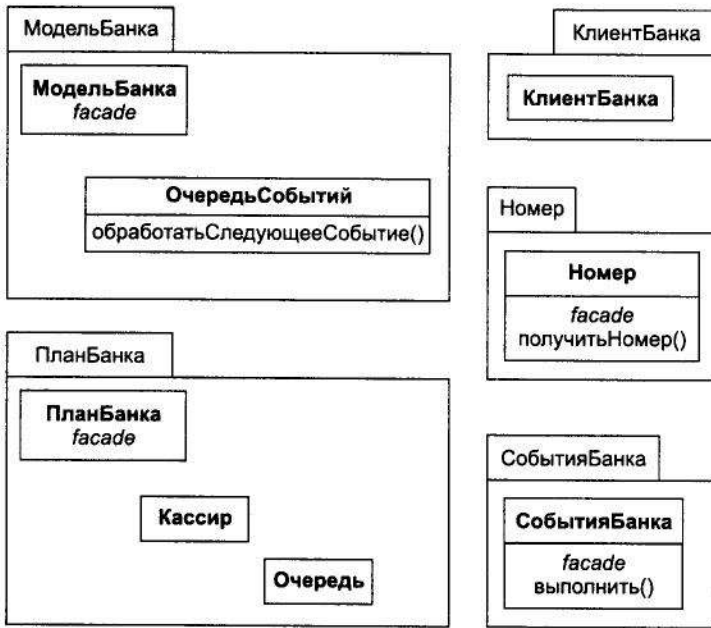 МодельБанка
МодельБанка
facade
ОчередьСобытий
обработатьСледующееСобытие()
ПланБанка
ПланБанка
facade
Кассир
Очередь
КлиентБанка
КлиентБанка
Номер
Номер
facade
получитьНомер()
СобытияБанка
СобытияБанка
facade
выполнить()